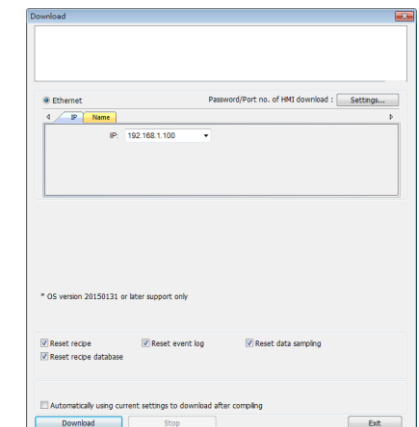 Download
Ethernet Password/Port no. of HMI download : Settings...
IP Name
IP: 192.168.1.100
* OS version 20150131 or later support only
Reset recipe Reset event log Reset data sampling
Reset recipe database
Automatically using current settings to download after compiling
Download Stop Exit